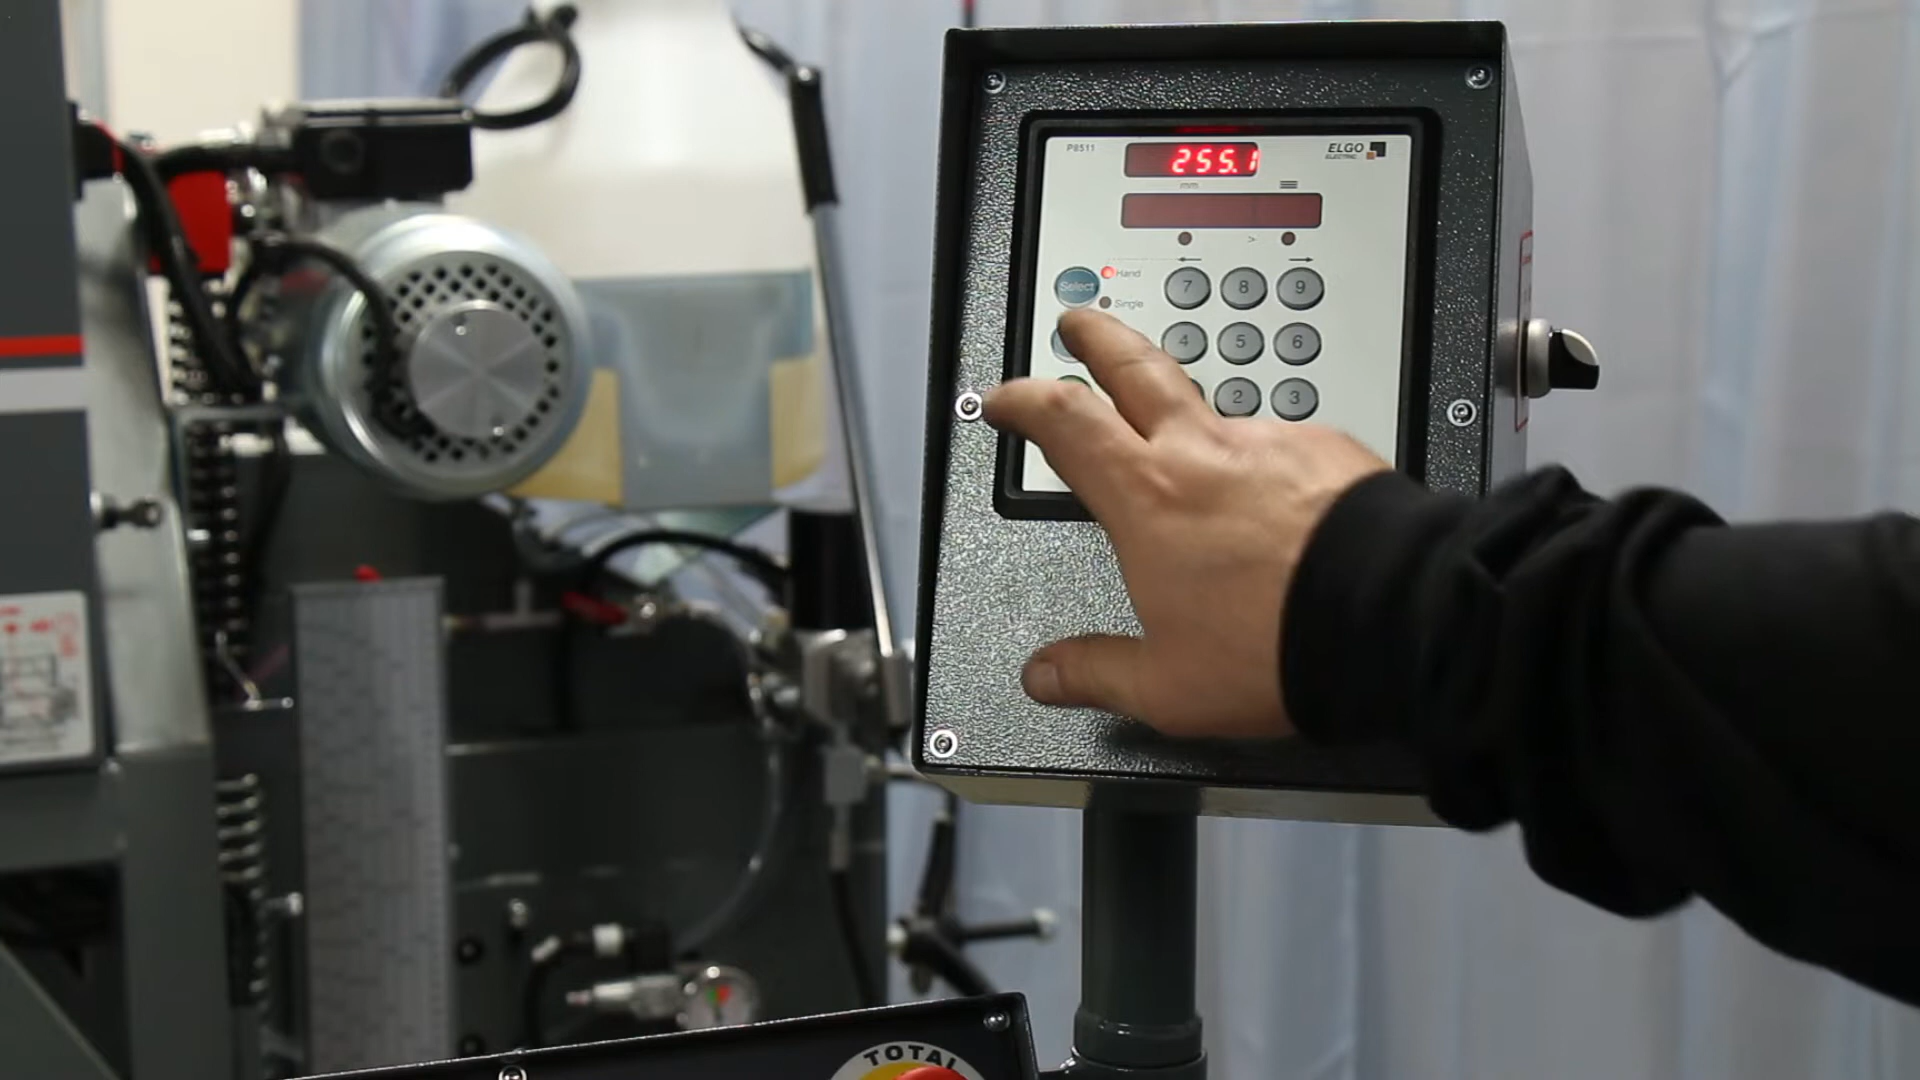 P8511
ELGO
ELECTRIC
255.1
mm
>
Select
Hand
Single
7 8 9
4 5 6
2 3
TOTAL